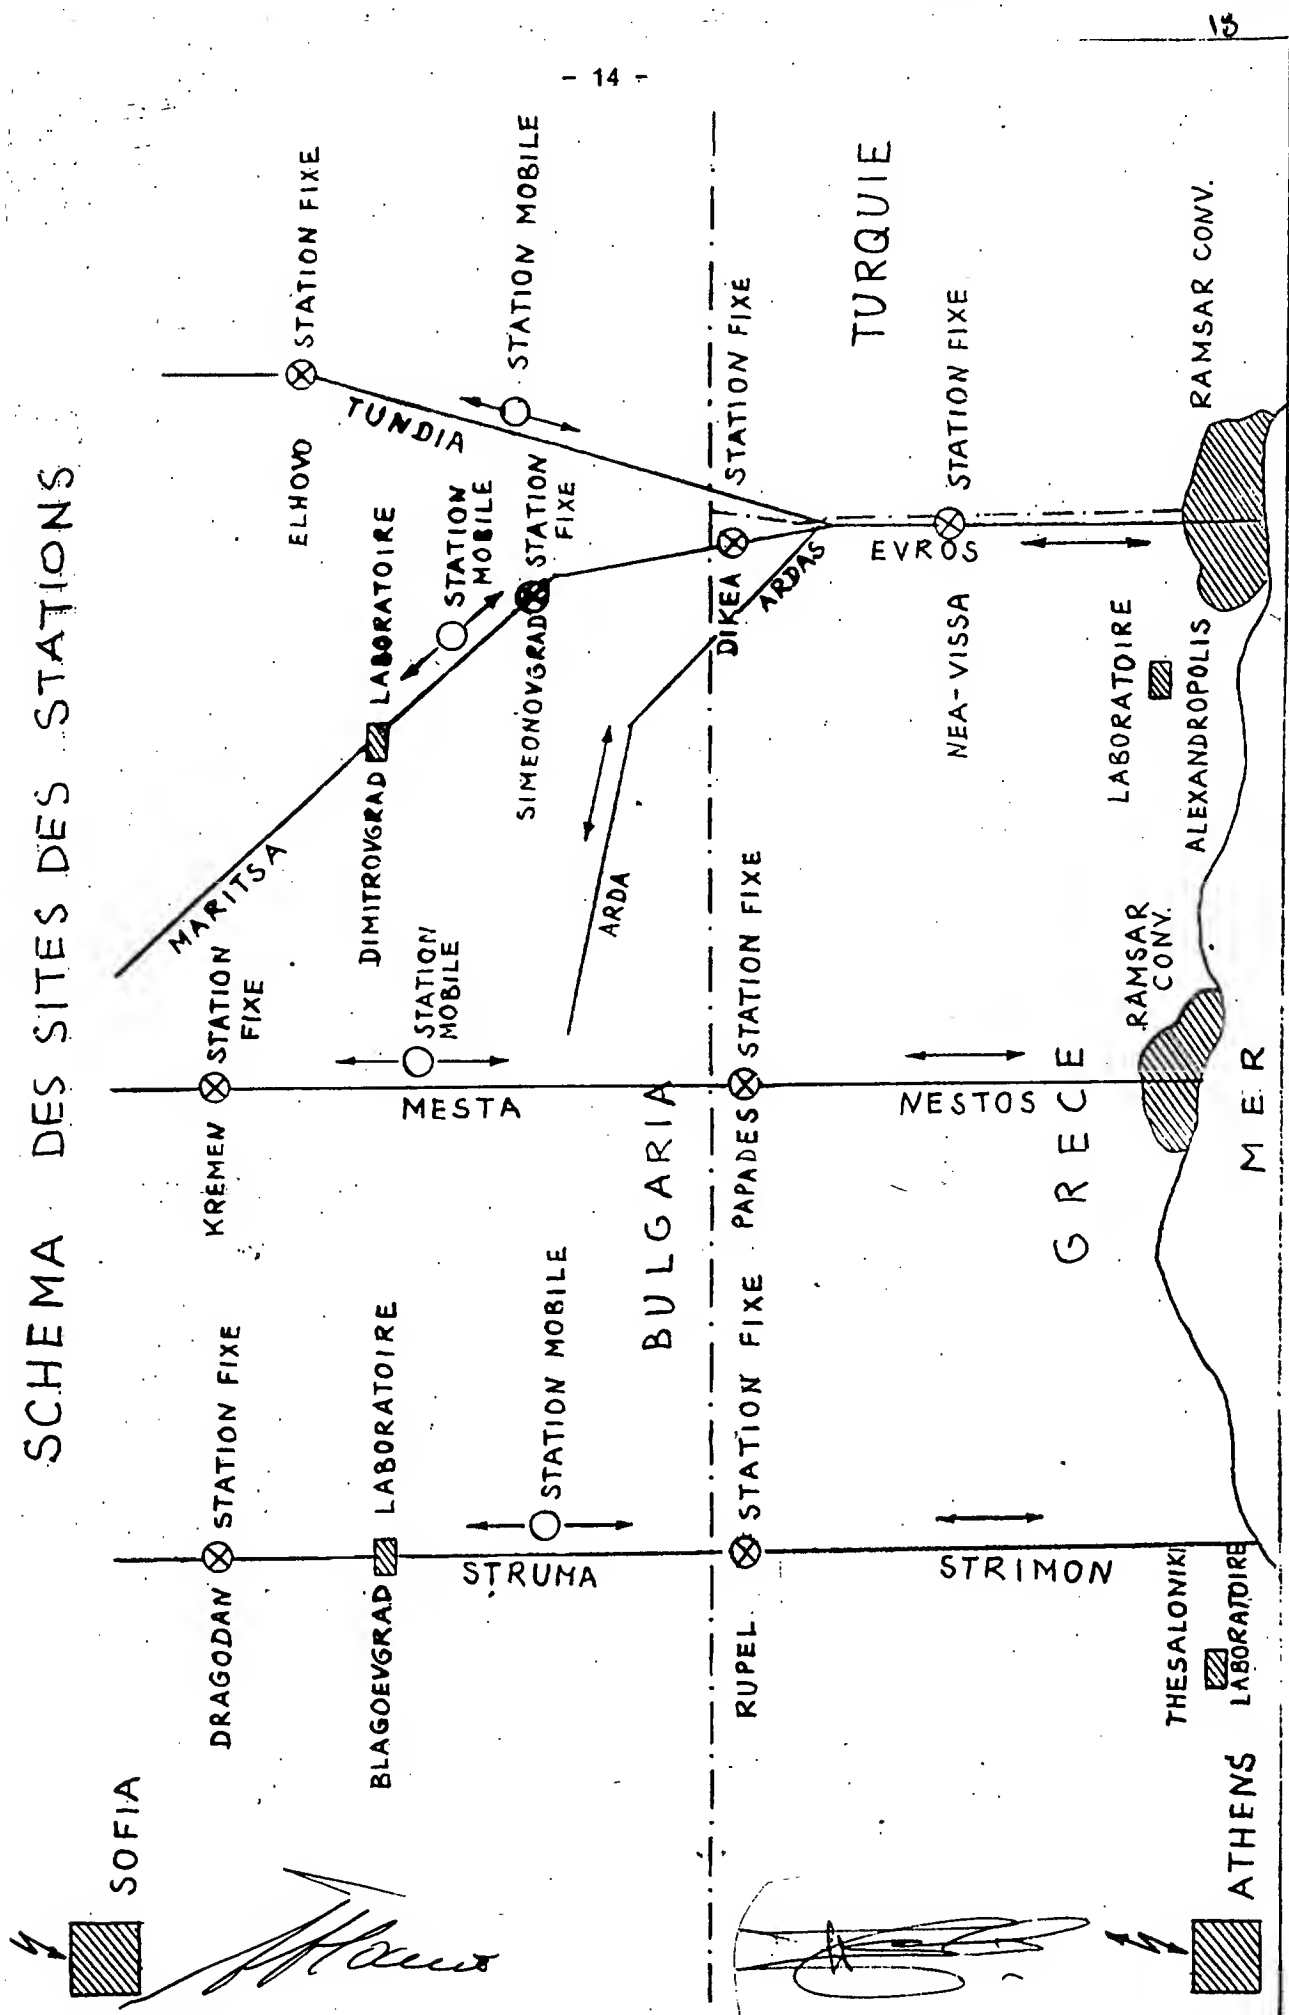 - 14 -
18
SCHEMA DES SITES DES STATIONS
SOFIA
DRAGODAN
STATION FIXE
BLAGOEVGRAD
LABORATOIRE
STATION MOBILE
STRUMA
RUPEL
STATION FIXE
STRIMON
THESALONIKI
LABORATOIRE
ATHENS
KREMEN
STATION
FIXE
STATION
MOBILE
MESTA
BULGARIA
PAPADES
STATION FIXE
NESTOS
GRECE
RAMSAR
CONV.
MER
MARITSA
DIMITROVGRAD
LABORATOIRE
STATION
MOBILE
SIMEONOVGRAD
STATION
FIXE
ARDA
ARDAS
DIKEA
STATION FIXE
ELHOVO
STATION FIXE
TUNDIA
STATION MOBILE
TURQUIE
EVROS
NEA-VISSA
STATION FIXE
LABORATOIRE
ALEXANDROPOLIS
RAMSAR CONV.